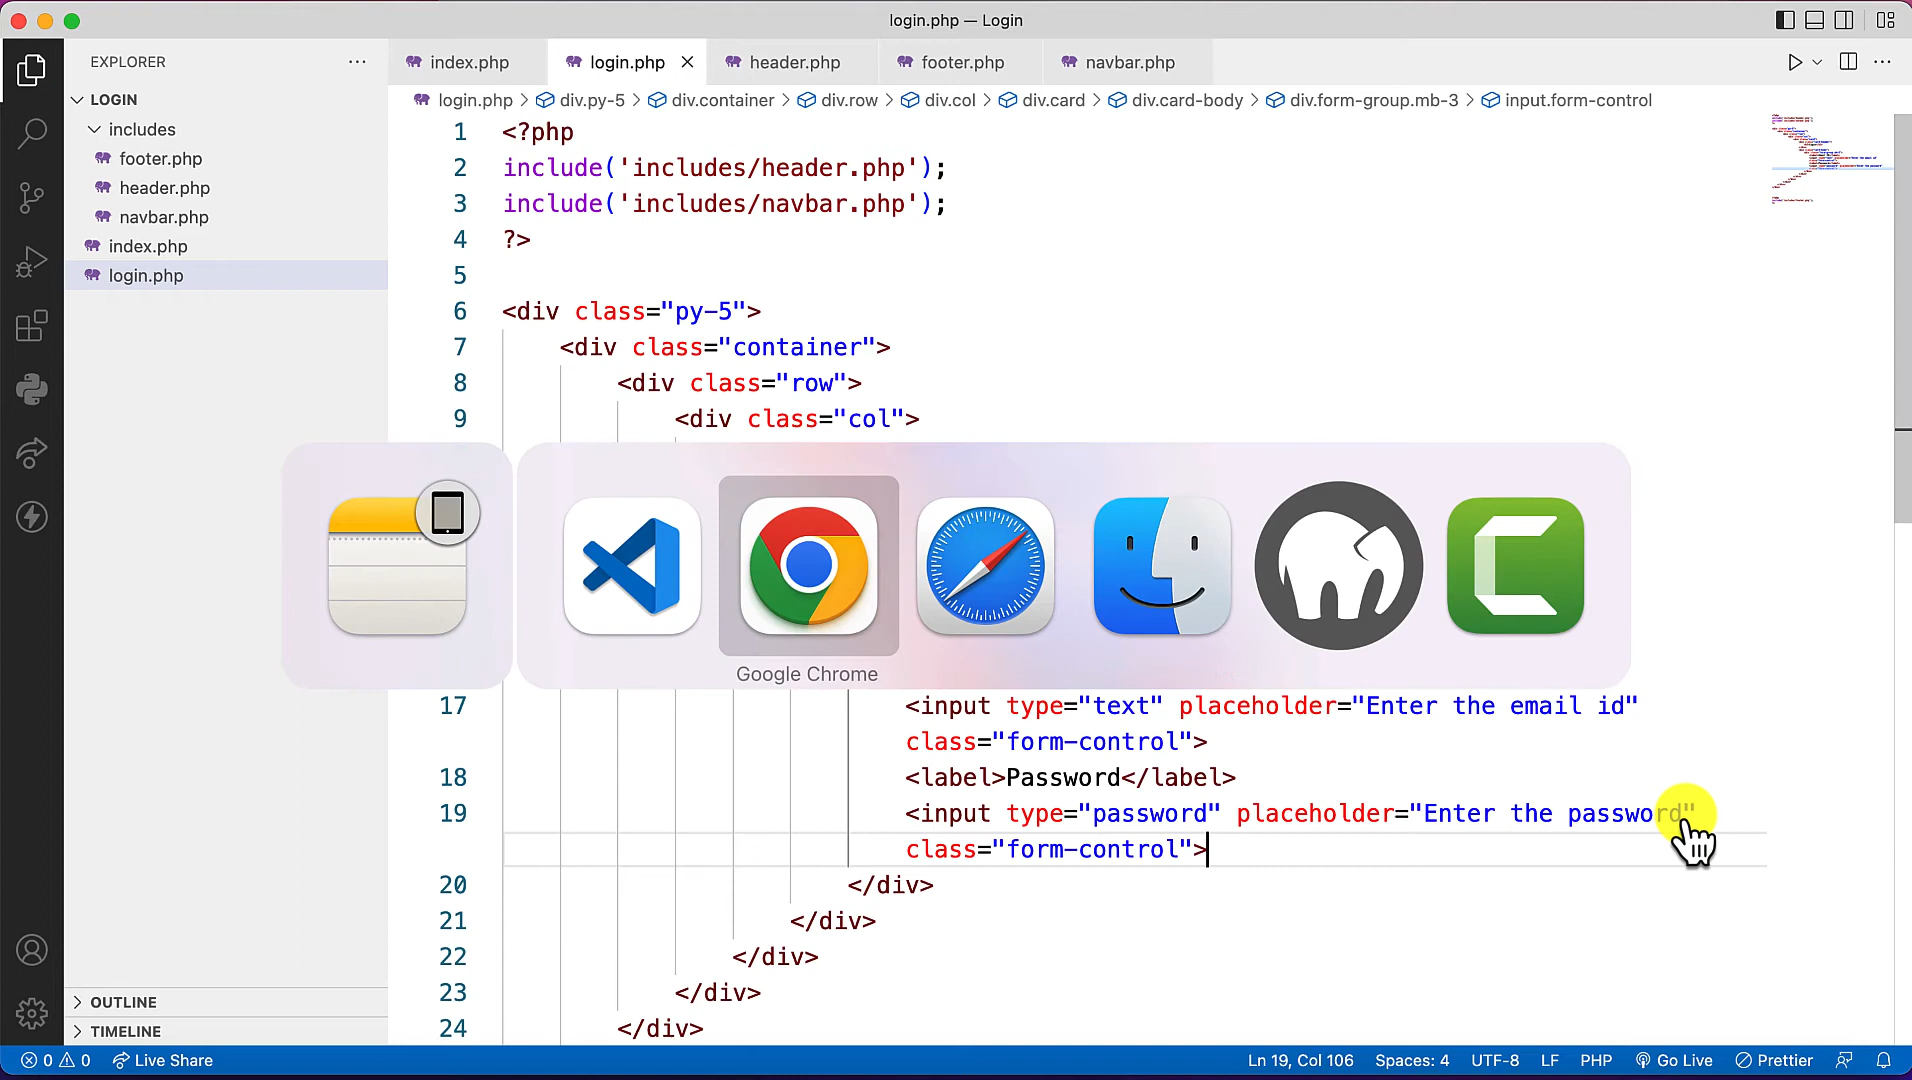 login.php — Login
EXPLORER
index.php
login.php
header.php
footer.php
navbar.php
login.php
div.py-5
div.container
div.row
div.col
div.card
div.card-body
div.form-group.mb-3
input.form-control
LOGIN
includes
footer.php
header.php
navbar.php
index.php
login.php
1 <?php
2 include('includes/header.php');
3 include('includes/navbar.php');
4 ?>
5
6 <div class="py-5">
7 <div class="container">
8 <div class="row">
9 <div class="col">
Google Chrome
17 <input type="text" placeholder="Enter the email id"
class="form-control">
18 <label>Password</label>
19 <input type="password" placeholder="Enter the password"
class="form-control">
20 </div>
21 </div>
22 </div>
23 </div>
24 </div>
OUTLINE
TIMELINE
0 0 Live Share
Ln 19, Col 106 Spaces: 4 UTF-8 LF PHP Go Live Prettier